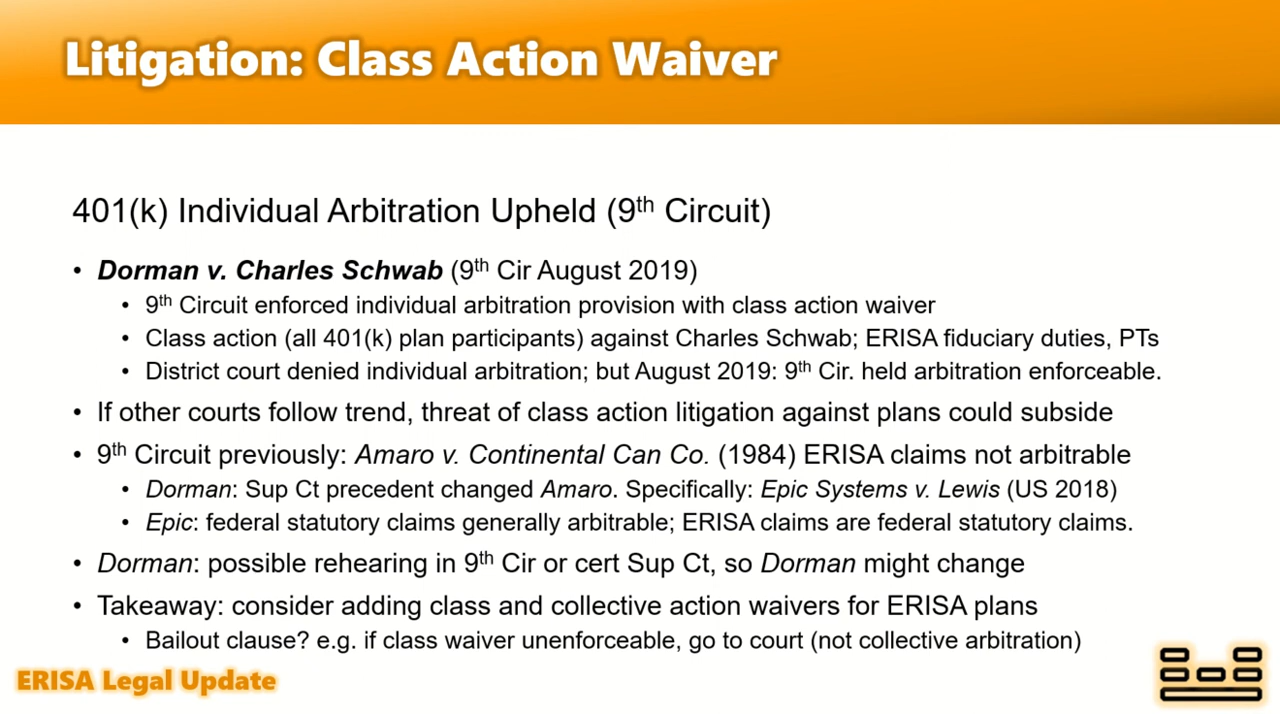 Litigation: Class Action Waiver
401(k) Individual Arbitration Upheld (9th Circuit)
• Dorman v. Charles Schwab (9th Cir August 2019)
• 9th Circuit enforced individual arbitration provision with class action waiver
• Class action (all 401(k) plan participants) against Charles Schwab; ERISA fiduciary duties, PTs
• District court denied individual arbitration; but August 2019: 9th Cir. held arbitration enforceable.
• If other courts follow trend, threat of class action litigation against plans could subside
• 9th Circuit previously: Amaro v. Continental Can Co. (1984) ERISA claims not arbitrable
• Dorman: Sup Ct precedent changed Amaro. Specifically: Epic Systems v. Lewis (US 2018)
• Epic: federal statutory claims generally arbitrable; ERISA claims are federal statutory claims.
• Dorman: possible rehearing in 9th Cir or cert Sup Ct, so Dorman might change
• Takeaway: consider adding class and collective action waivers for ERISA plans
• Bailout clause? e.g. if class waiver unenforceable, go to court (not collective arbitration)
ERISA Legal Update